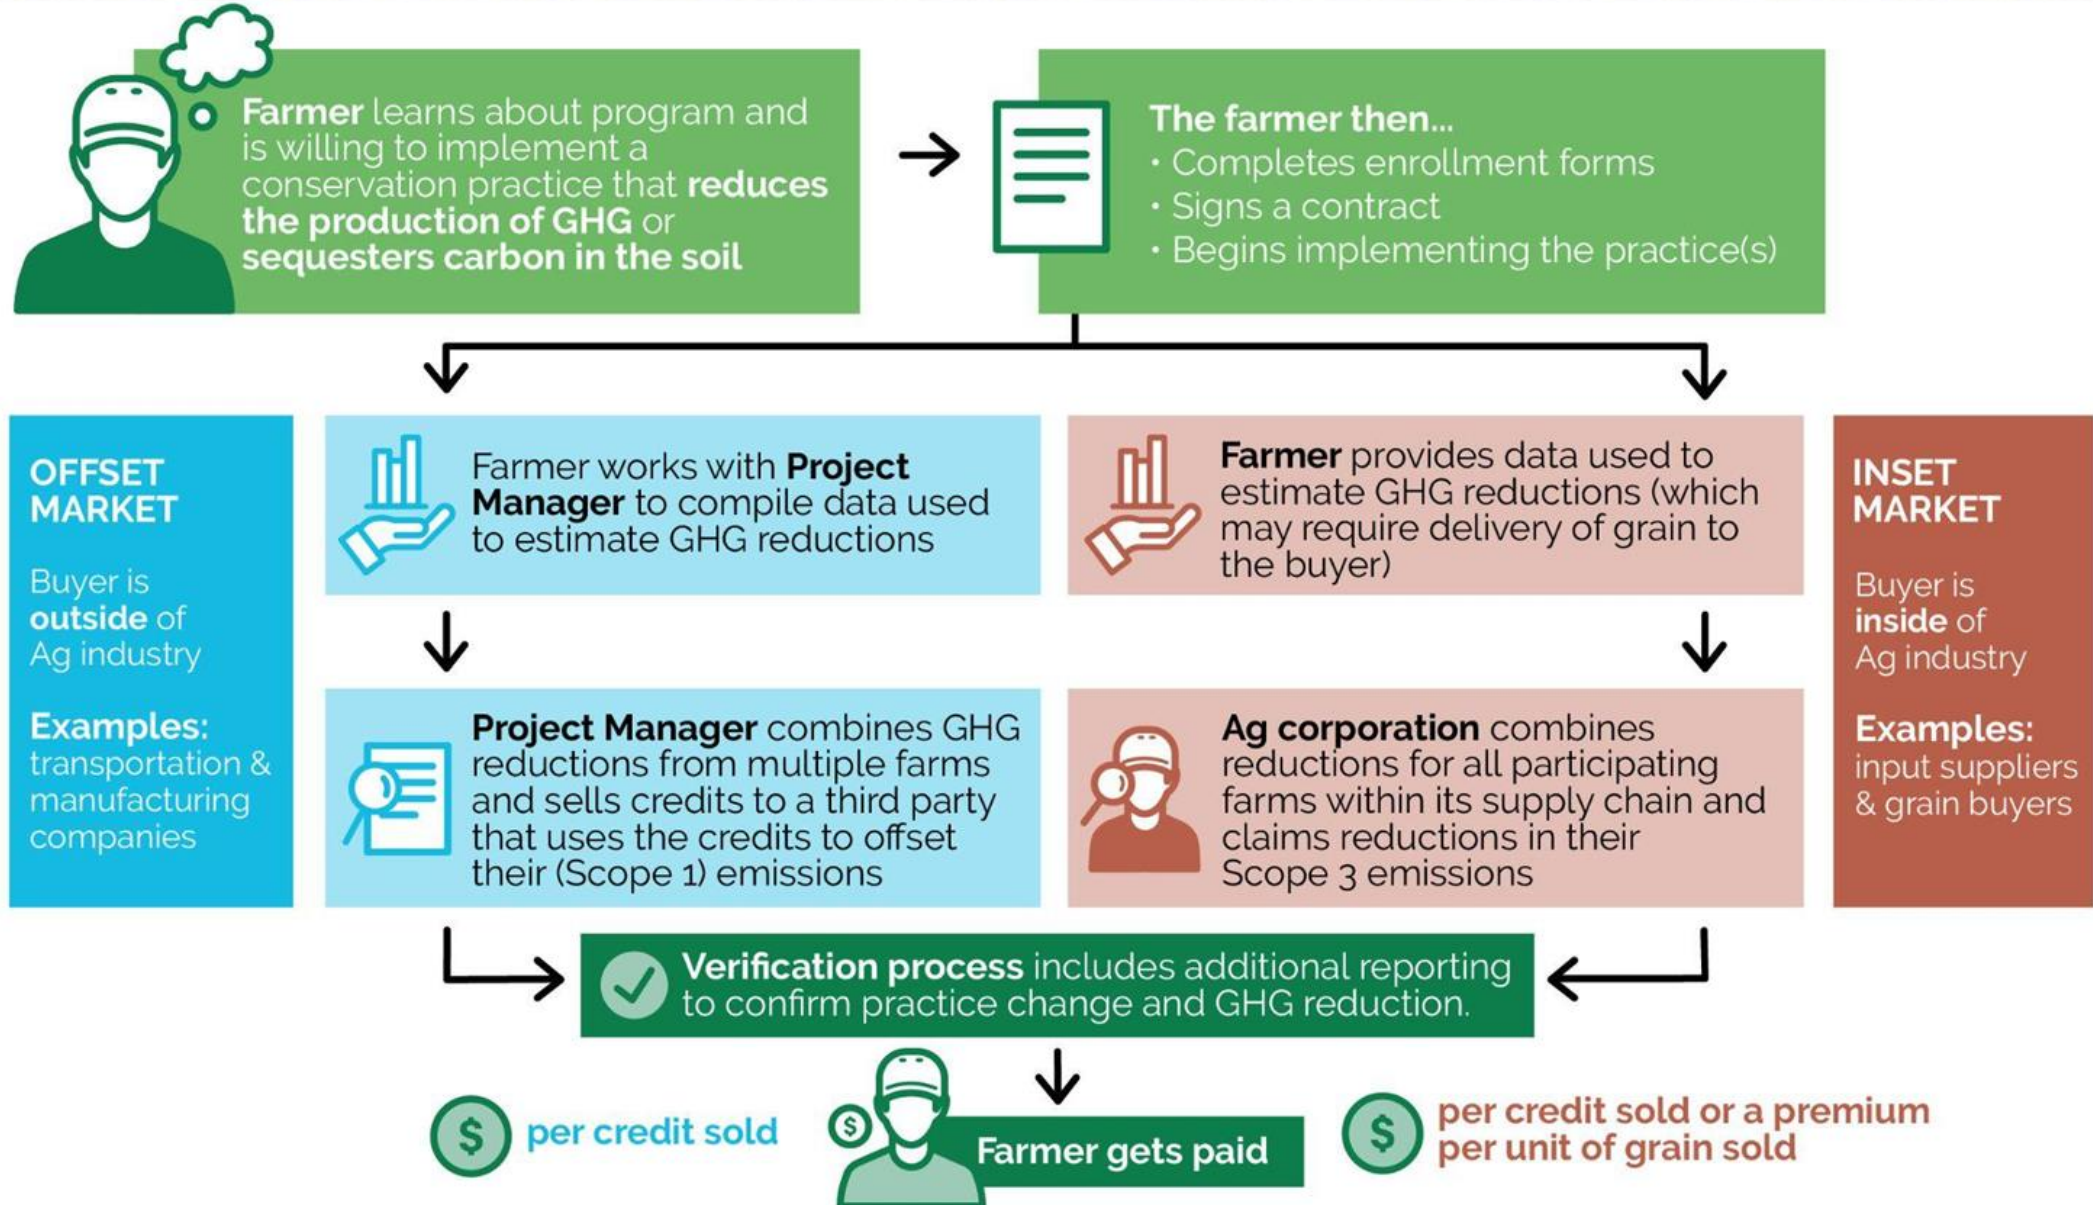 Farmer learns about program and
is willing to implement a
conservation practice that reduces
the production of GHG or
sequesters carbon in the soil
The farmer then...
• Completes enrollment forms
• Signs a contract
• Begins implementing the practice(s)
OFFSET
MARKET
Buyer is
outside of
Ag industry
Examples:
transportation &
manufacturing
companies
Farmer works with Project
Manager to compile data used
to estimate GHG reductions
Project Manager combines GHG
reductions from multiple farms
and sells credits to a third party
that uses the credits to offset
their (Scope 1) emissions
Farmer provides data used to
estimate GHG reductions (which
may require delivery of grain to
the buyer)
Ag corporation combines
reductions for all participating
farms within its supply chain and
claims reductions in their
Scope 3 emissions
INSET
MARKET
Buyer is
inside of
Ag industry
Examples:
input suppliers
& grain buyers
Verification process includes additional reporting
to confirm practice change and GHG reduction.
$
per credit sold
$
Farmer gets paid
$
per credit sold or a premium
per unit of grain sold